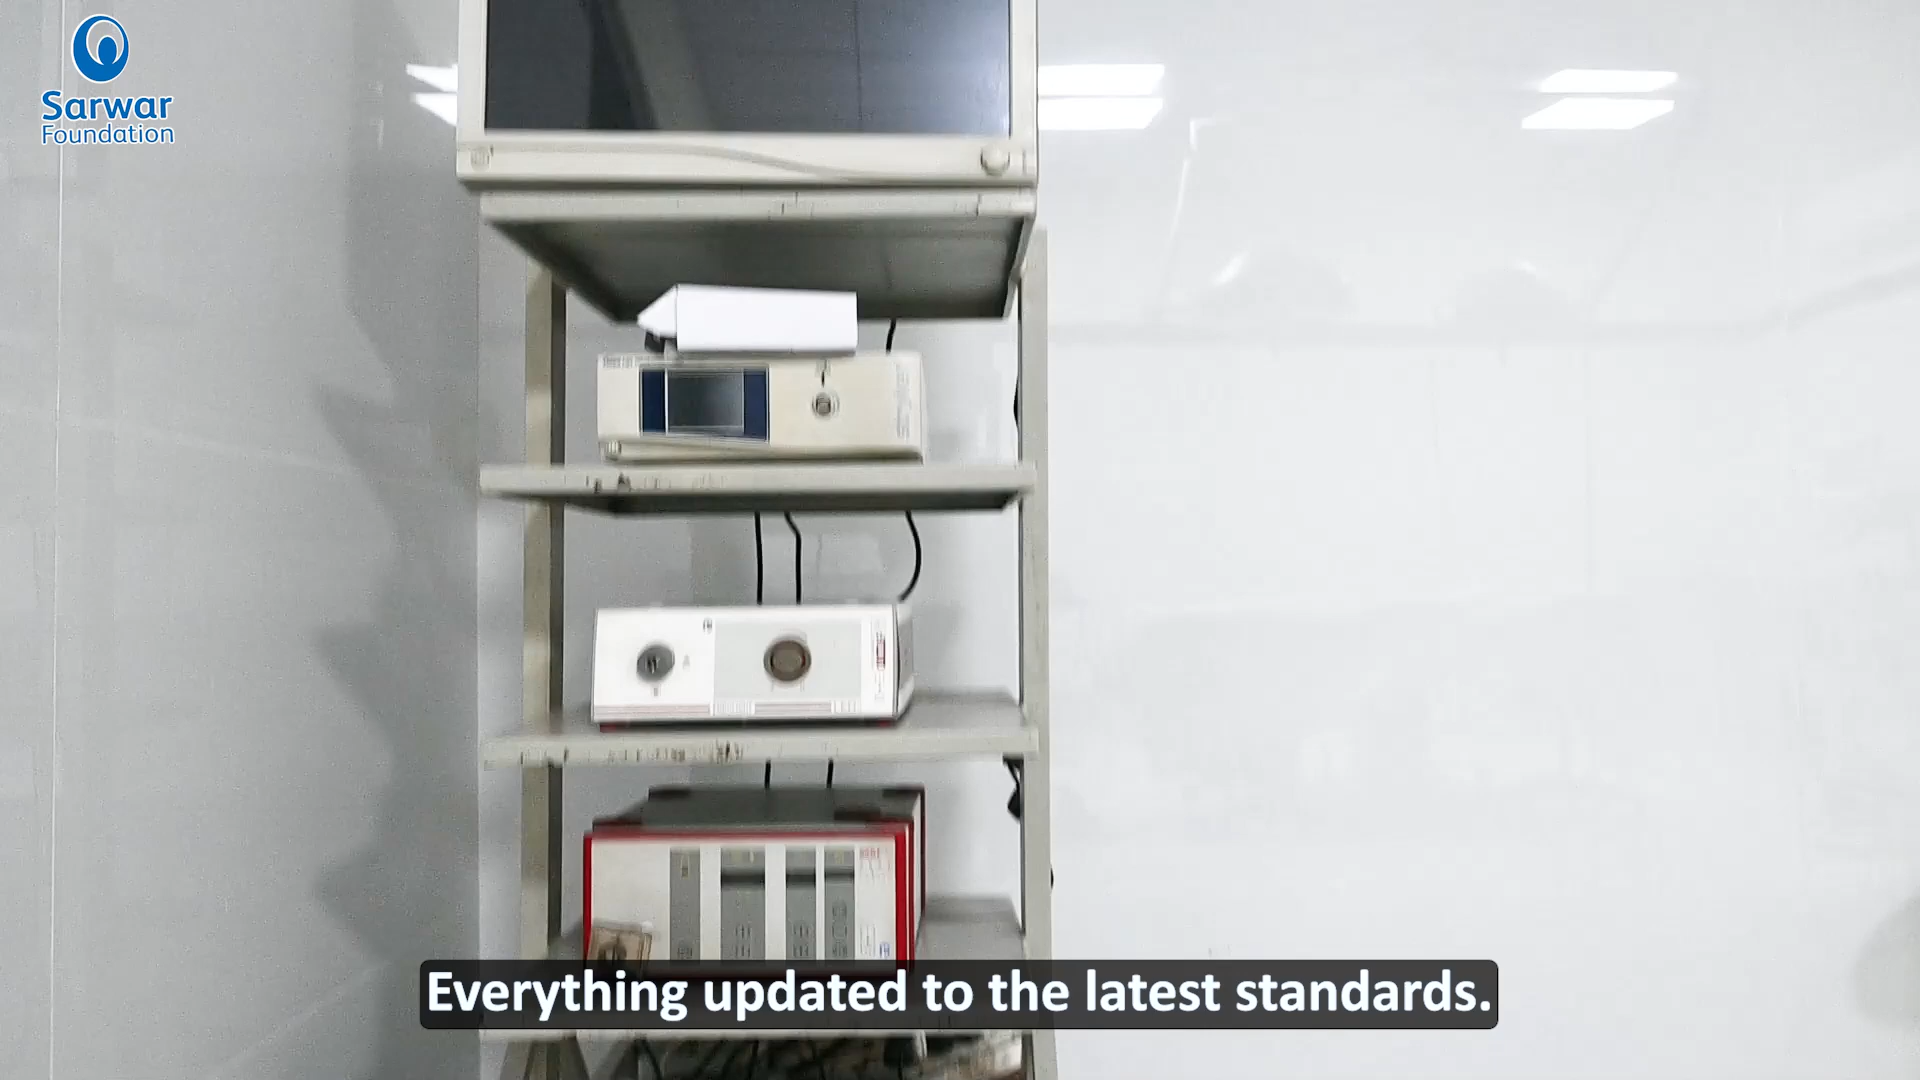 Sarwar
Foundation
Everything updated to the latest standards.